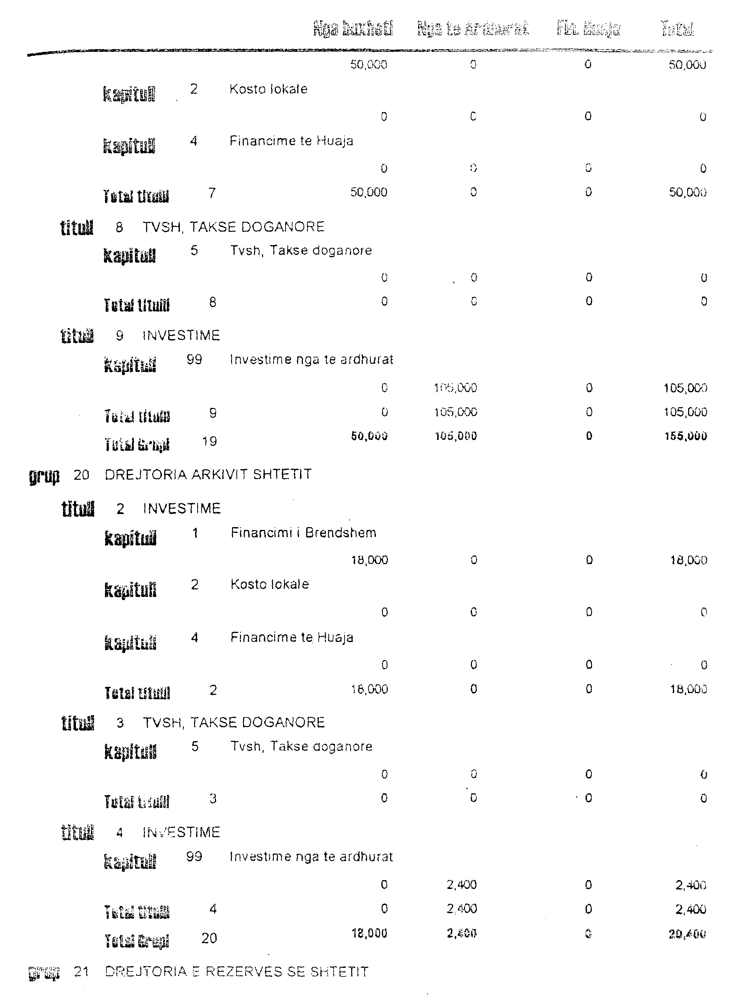 Nga buxheti Nga te Ardhurat Fin. Huaja Total
50,000 0 0 50,000
kapitull 2 Kosto lokale
0 0 0 0
kapitull 4 Financime te Huaja
0 0 0 0
Total titulli 7 50,000 0 0 50,000
titull 8 TVSH, TAKSE DOGANORE
kapitull 5 Tvsh, Takse doganore
0 0 0 0
Total titulli 8 0 0 0 0
titull 9 INVESTIME
kapitull 99 Investime nga te ardhurat
0 105,000 0 105,000
Total titulli 9 0 105,000 0 105,000
Total Grupi 19 50,000 105,000 0 155,000
grup 20 DREJTORIA ARKIVIT SHTETIT
titull 2 INVESTIME
kapitull 1 Financimi i Brendshem
18,000 0 0 18,000
kapitull 2 Kosto lokale
0 0 0 0
kapitull 4 Financime te Huaja
0 0 0 0
Total titulli 2 18,000 0 0 18,000
titull 3 TVSH, TAKSE DOGANORE
kapitull 5 Tvsh, Takse doganore
0 0 0 0
Total titulli 3 0 0 0 0
titull 4 INVESTIME
kapitull 99 Investime nga te ardhurat
0 2,400 0 2,400
Total titulli 4 0 2,400 0 2,400
Total Grupi 20 18,000 2,400 0 20,400
grup 21 DREJTORIA E REZERVES SE SHTETIT